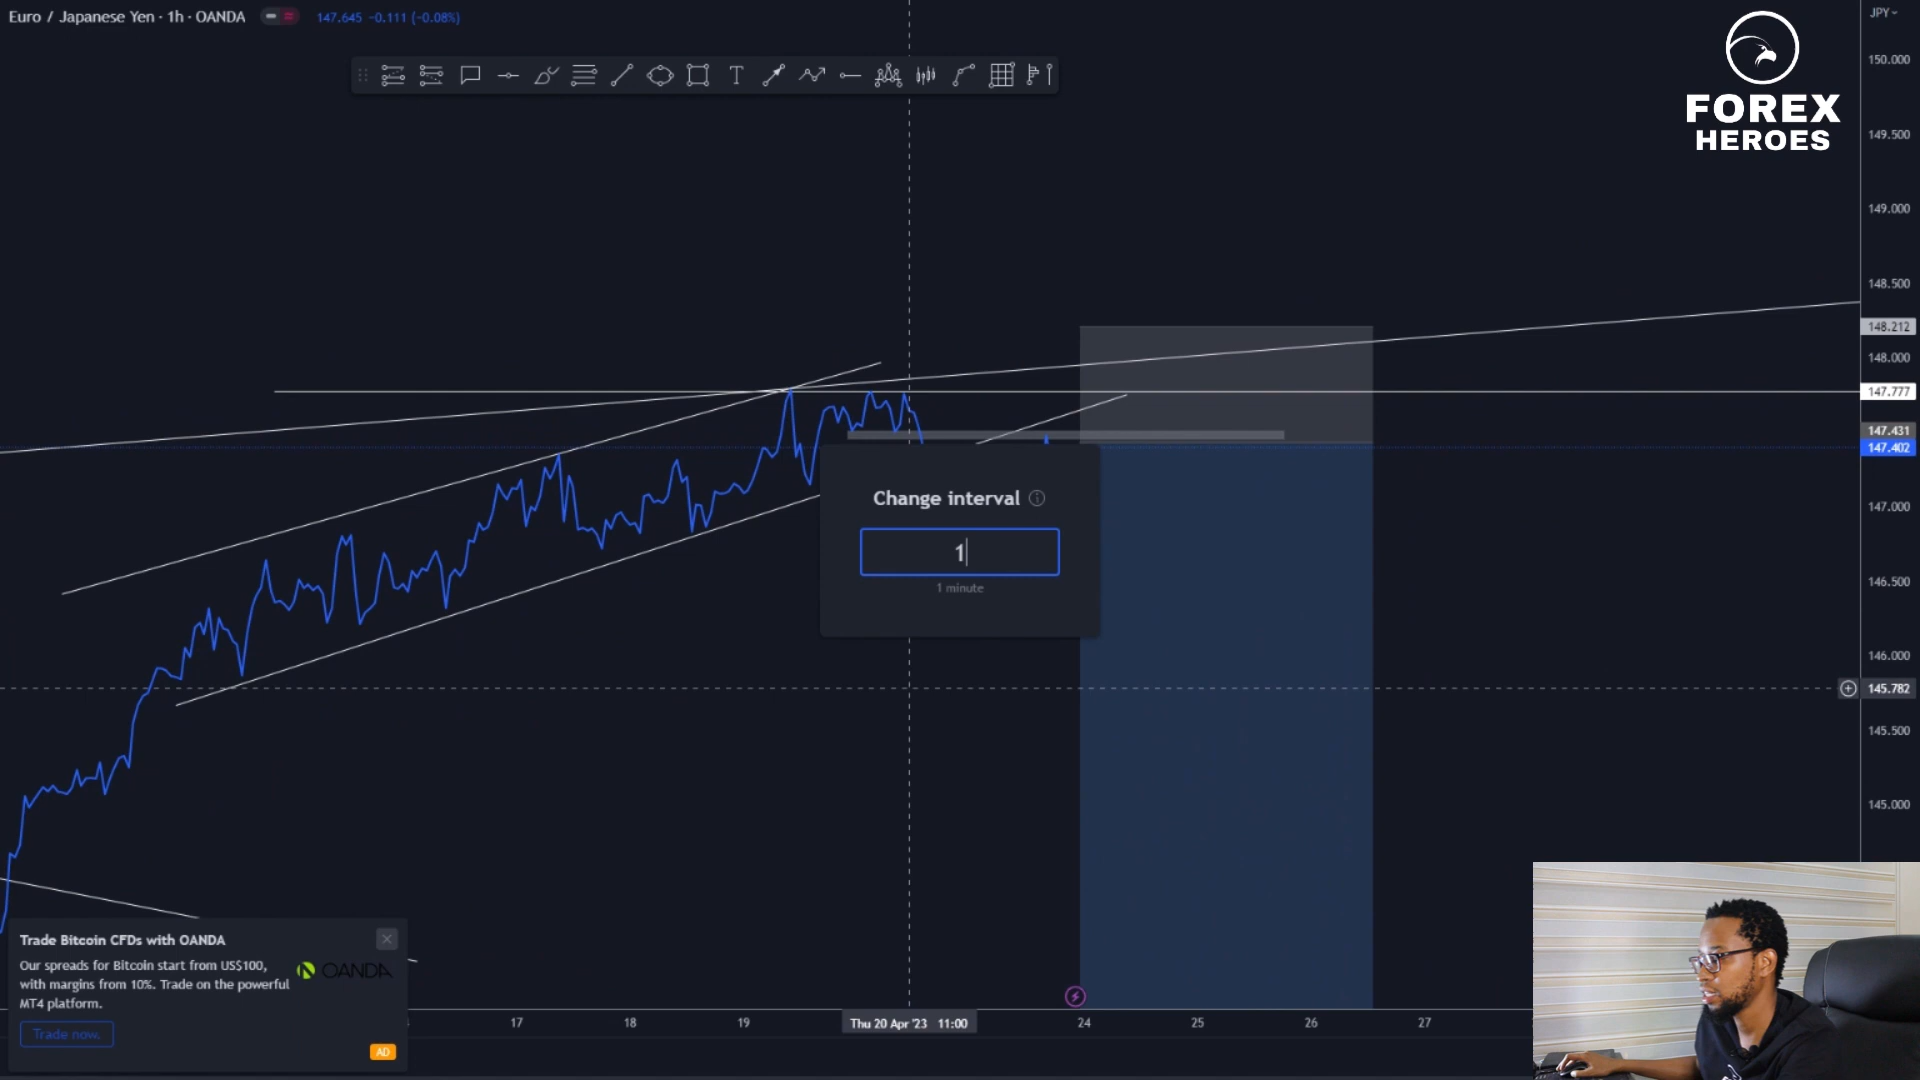 Euro / Japanese Yen · 1h · OANDA
147.645 −0.111 (−0.08%)
JPY
FOREX
HEROES
150.000
149.500
149.000
148.500
148.212
148.000
147.777
147.431
147.402
147.000
146.500
146.000
145.782
145.500
145.000
Change interval
1
1 minute
Trade Bitcoin CFDs with OANDA
Our spreads for Bitcoin start from US$100,
with margins from 10%. Trade on the powerful
MT4 platform.
OANDA
Trade now.
AD
17
18
19
Thu 20 Apr '23 11:00
24
25
26
27